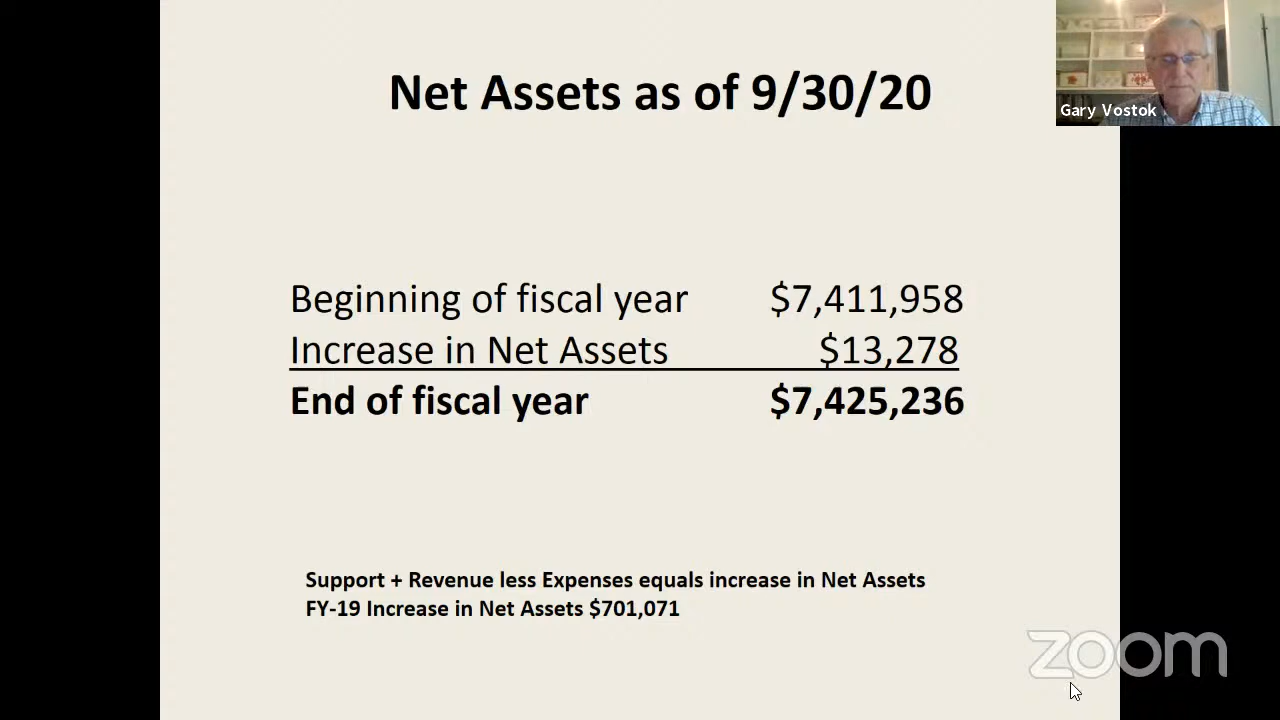 Net Assets as of 9/30/20
Gary Vostok
Beginning of fiscal year $7,411,958
Increase in Net Assets $13,278
End of fiscal year $7,425,236
Support + Revenue less Expenses equals increase in Net Assets
FY-19 Increase in Net Assets $701,071
zoom